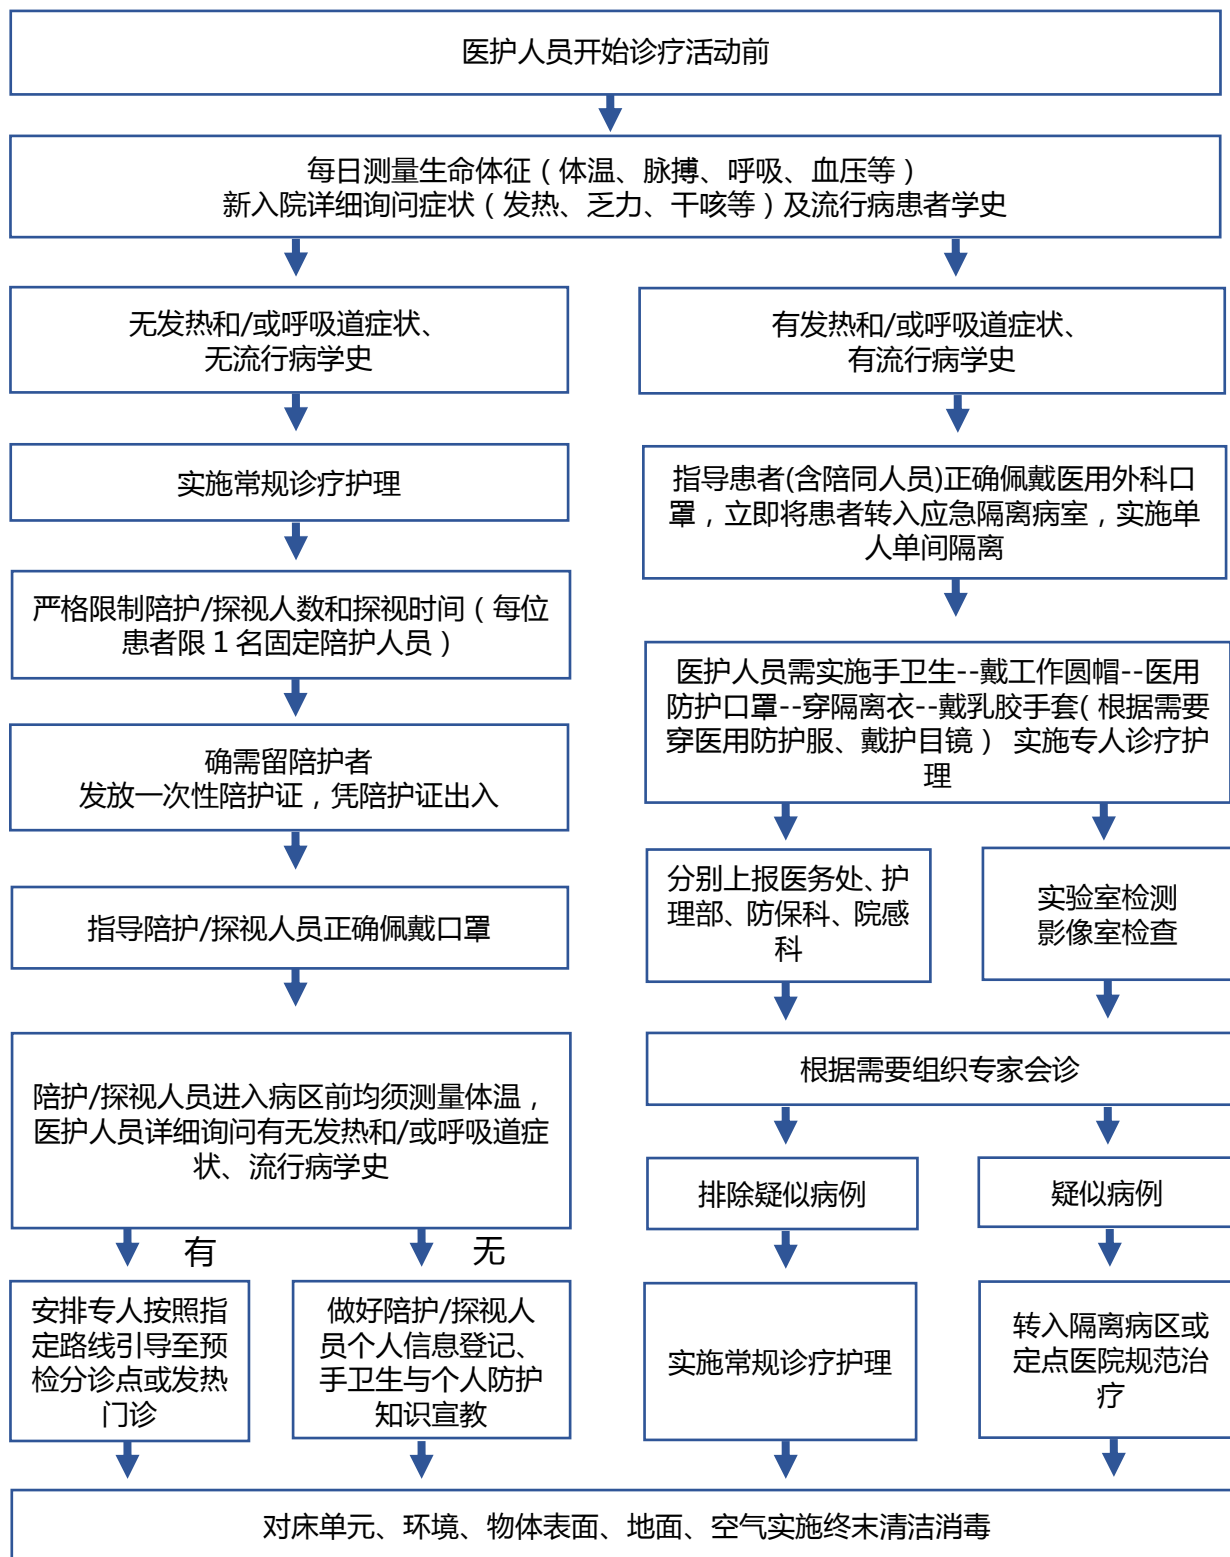 医护人员开始诊疗活动前
每日测量生命体征（体温、脉搏、呼吸、血压等）
新入院详细询问症状（发热、乏力、干咳等）及流行病患者学史
无发热和/或呼吸道症状、
无流行病学史
有发热和/或呼吸道症状、
有流行病学史
实施常规诊疗护理
指导患者(含陪同人员)正确佩戴医用外科口
罩，立即将患者转入应急隔离病室，实施单
人单间隔离
严格限制陪护/探视人数和探视时间（每位
患者限1名固定陪护人员）
医护人员需实施手卫生--戴工作圆帽--医用
防护口罩--穿隔离衣--戴乳胶手套(根据需要
穿医用防护服、戴护目镜） 实施专人诊疗护
理
确需留陪护者
发放一次性陪护证，凭陪护证出入
分别上报医务处、护
理部、防保科、院感
科
实验室检测
影像室检查
指导陪护/探视人员正确佩戴口罩
根据需要组织专家会诊
陪护/探视人员进入病区前均须测量体温，
医护人员详细询问有无发热和/或呼吸道症
状、流行病学史
排除疑似病例
疑似病例
有
无
安排专人按照指
定路线引导至预
检分诊点或发热
门诊
做好陪护/探视人
员个人信息登记、
手卫生与个人防护
知识宣教
实施常规诊疗护理
转入隔离病区或
定点医院规范治
疗
对床单元、环境、物体表面、地面、空气实施终末清洁消毒